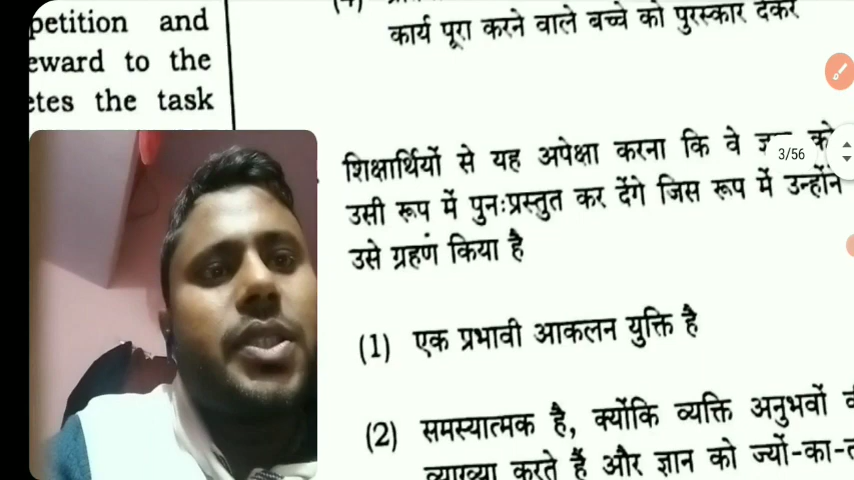 petition and
eward to the
etes the task
(4)
कार्य पूरा करने वाले बच्चे को पुरस्कार देकर
शिक्षार्थियों से यह अपेक्षा करना कि वे को
उसी रूप में पुनःप्रस्तुत कर देंगे जिस रूप में उन्होंने
उसे ग्रहण किया है
(1) एक प्रभावी आकलन युक्ति है
(2) समस्यात्मक है, क्योंकि व्यक्ति अनुभवों
व्याख्या करते हैं और ज्ञान को ज्यों-का-
3/56